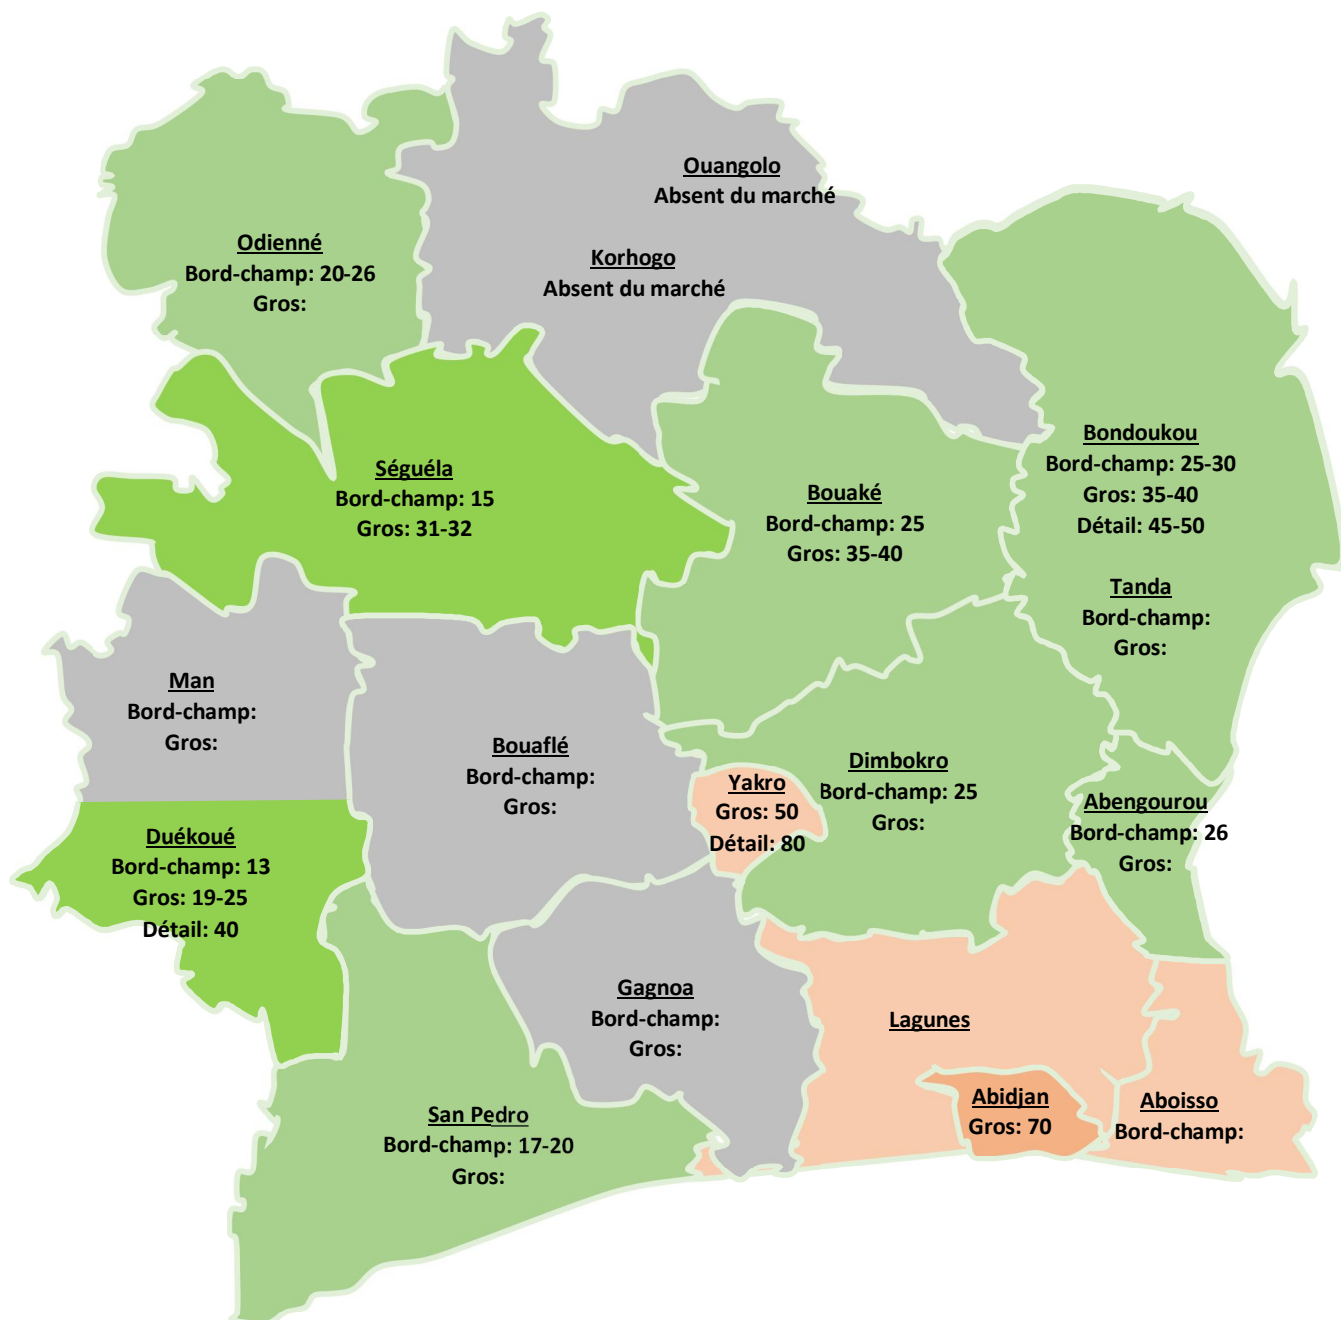 Ouangolo
Absent du marché
Korhogo
Absent du marché
Odienné
Bord-champ: 20-26
Gros:
Séguéla
Bord-champ: 15
Gros: 31-32
Bouaké
Bord-champ: 25
Gros: 35-40
Bondoukou
Bord-champ: 25-30
Gros: 35-40
Détail: 45-50
Tanda
Bord-champ:
Gros:
Man
Bord-champ:
Gros:
Bouaflé
Bord-champ:
Gros:
Yakro
Gros: 50
Détail: 80
Dimbokro
Bord-champ: 25
Gros:
Abengourou
Bord-champ: 26
Gros:
Duékoué
Bord-champ: 13
Gros: 19-25
Détail: 40
Gagnoa
Bord-champ:
Gros:
Lagunes
Abidjan
Gros: 70
Aboisso
Bord-champ:
San Pedro
Bord-champ: 17-20
Gros: